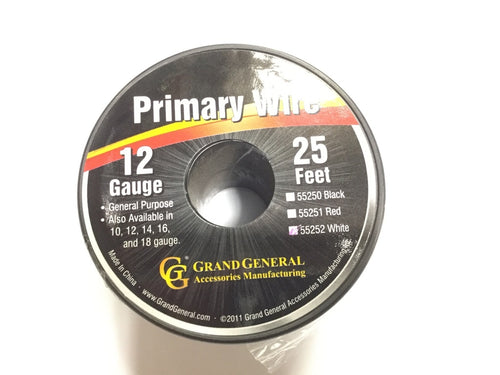 Primary Wire
12
Gauge
• General Purpose
• Also Available in
10, 12, 14, 16,
and 18 gauge.
25
Feet
55250 Black
55251 Red
55252 White
GG
GRAND GENERAL
Accessories Manufacturing
Made in China · www.GrandGeneral.com · ©2011 Grand General Accessories Manufacturing